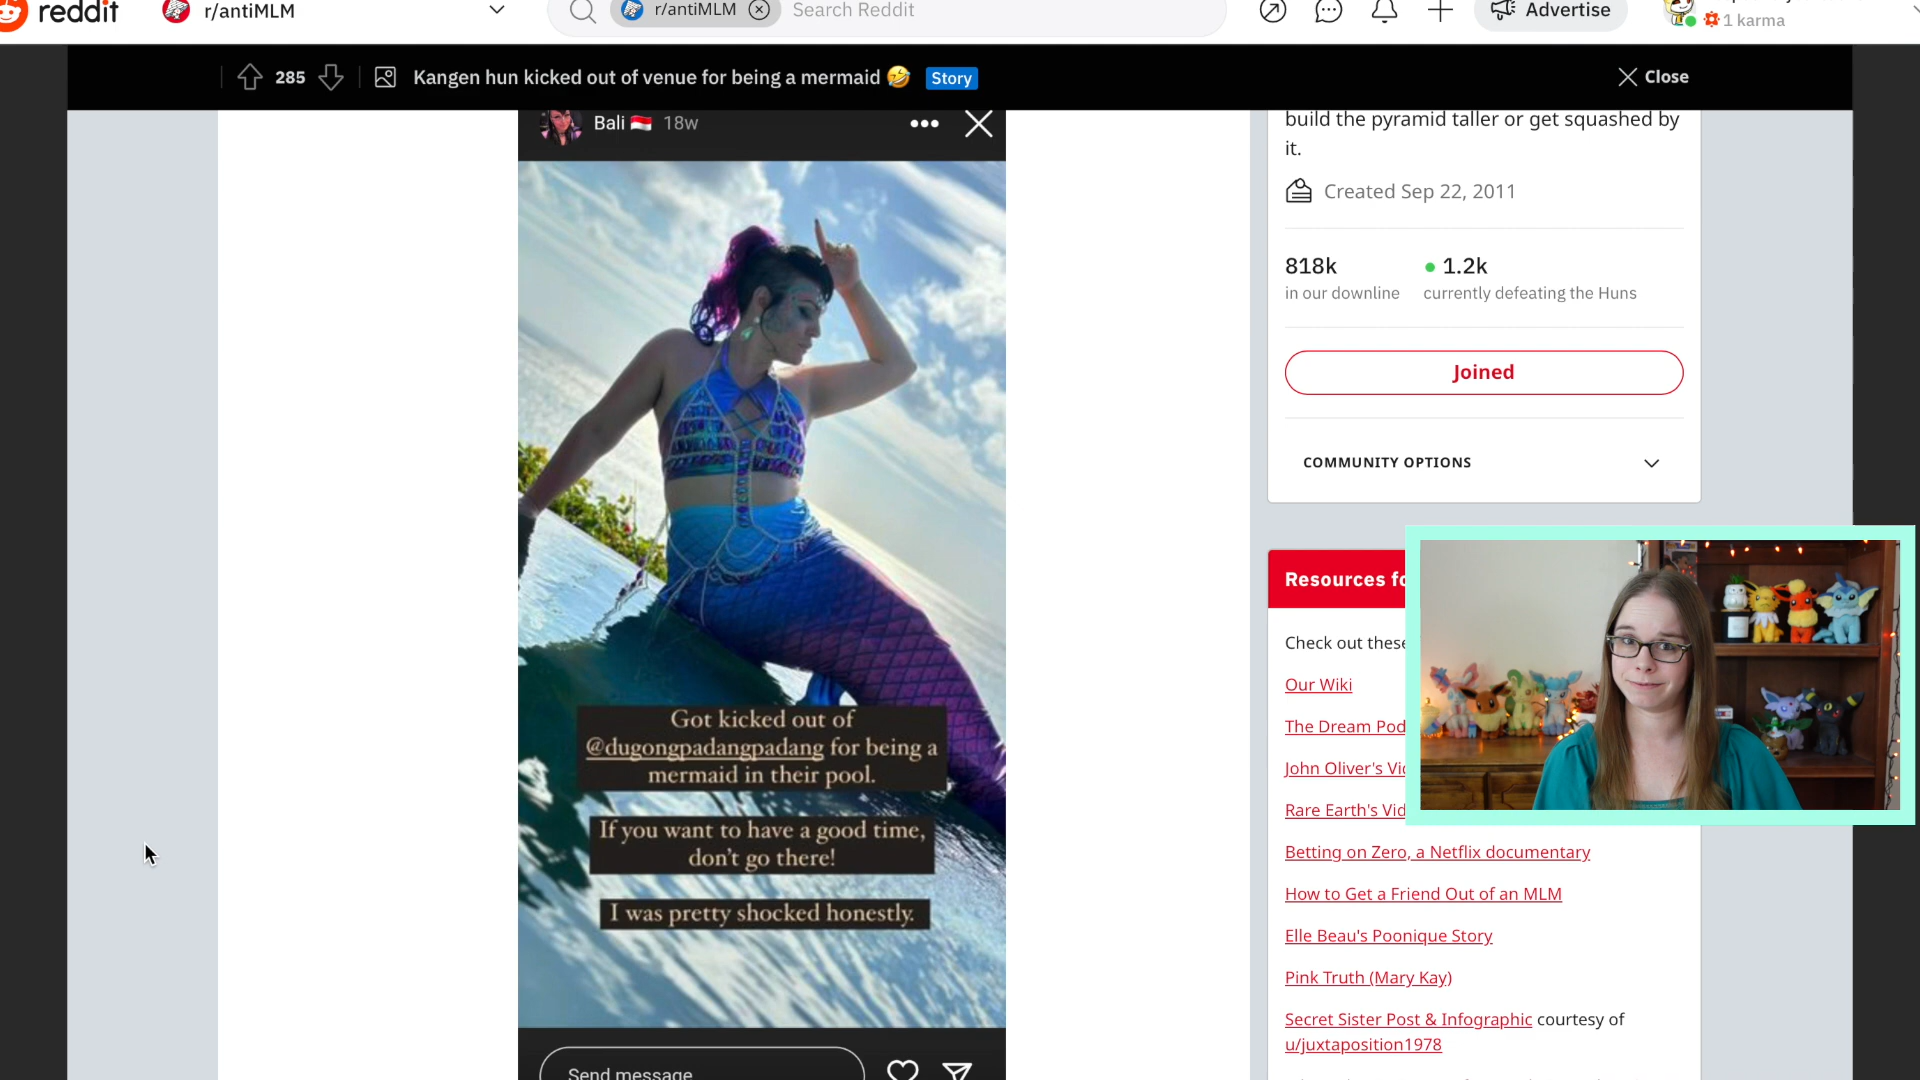 reddit
r/antiMLM
r/antiMLM
Search Reddit
Advertise
1 karma
285
Kangen hun kicked out of venue for being a mermaid 🤣
Story
Close
Bali 🇮🇩 18w
Got kicked out of
@dugongpadangpadang for being a
mermaid in their pool.
If you want to have a good time,
don't go there!
I was pretty shocked honestly.
Send message
build the pyramid taller or get squashed by
it.
Created Sep 22, 2011
818k
in our downline
1.2k
currently defeating the Huns
Joined
COMMUNITY OPTIONS
Resources
Check out these
Our Wiki
The Dream
John Oliver's
Rare Earth's
Betting on Zero, a Netflix documentary
How to Get a Friend Out of an MLM
Elle Beau's Poonique Story
Pink Truth (Mary Kay)
Secret Sister Post & Infographic courtesy of
u/juxtaposition1978